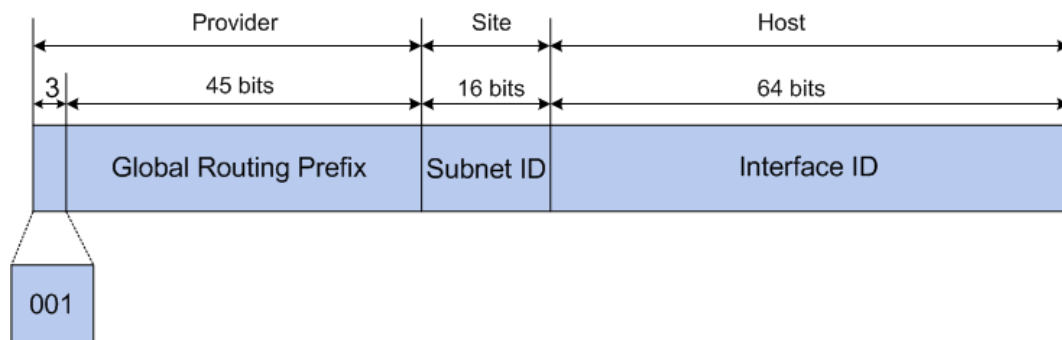 Provider Site Host
3 45 bits 16 bits 64 bits
Global Routing Prefix Subnet ID Interface ID
001